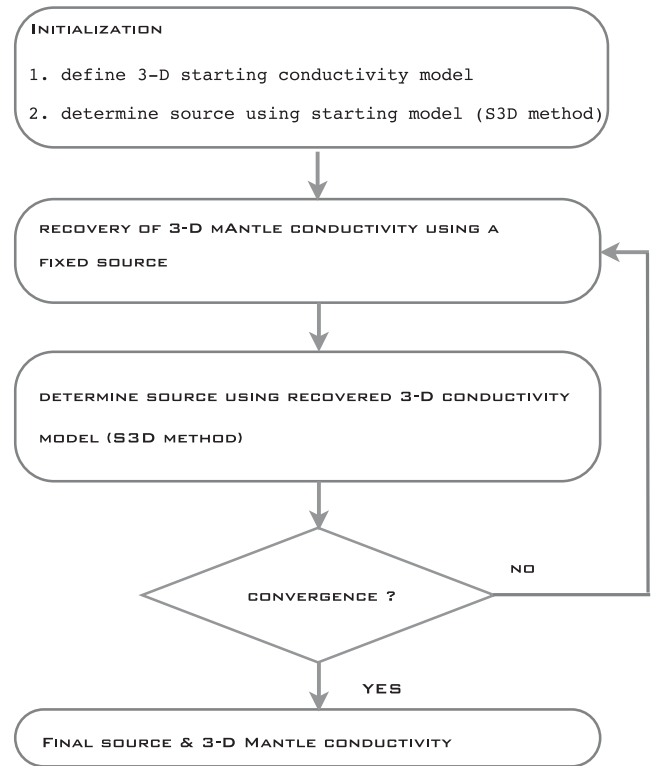 INITIALIZATION
1. define 3-D starting conductivity model
2. determine source using starting model (S3D method)
RECOVERY OF 3-D MANTLE CONDUCTIVITY USING A
FIXED SOURCE
DETERMINE SOURCE USING RECOVERED 3-D CONDUCTIVITY
MODEL (S3D METHOD)
CONVERGENCE ?
NO
YES
FINAL SOURCE & 3-D MANTLE CONDUCTIVITY